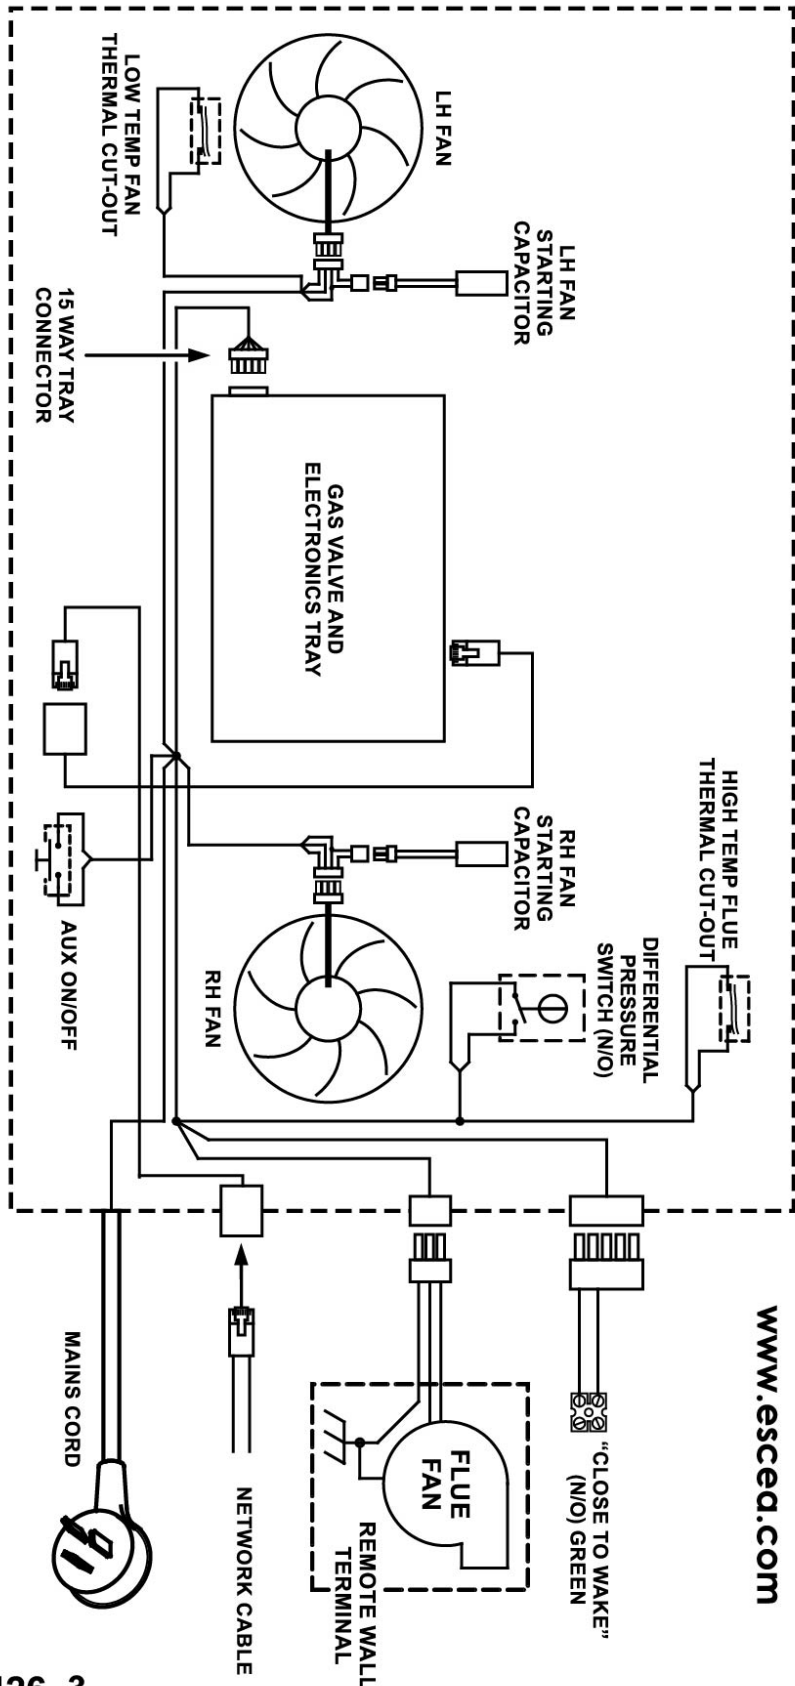 www.escea.com
HIGH TEMP FLUE
THERMAL CUT-OUT
"CLOSE TO WAKE"
(N/O) GREEN
DIFFERENTIAL
PRESSURE
SWITCH (N/O)
LH FAN
STARTING
CAPACITOR
RH FAN
STARTING
CAPACITOR
LH FAN
FLUE
FAN
GAS VALVE AND
ELECTRONICS TRAY
REMOTE WALL
TERMINAL
RH FAN
NETWORK CABLE
LOW TEMP FAN
THERMAL CUT-OUT
15 WAY TRAY
CONNECTOR
AUX ON/OFF
MAINS CORD